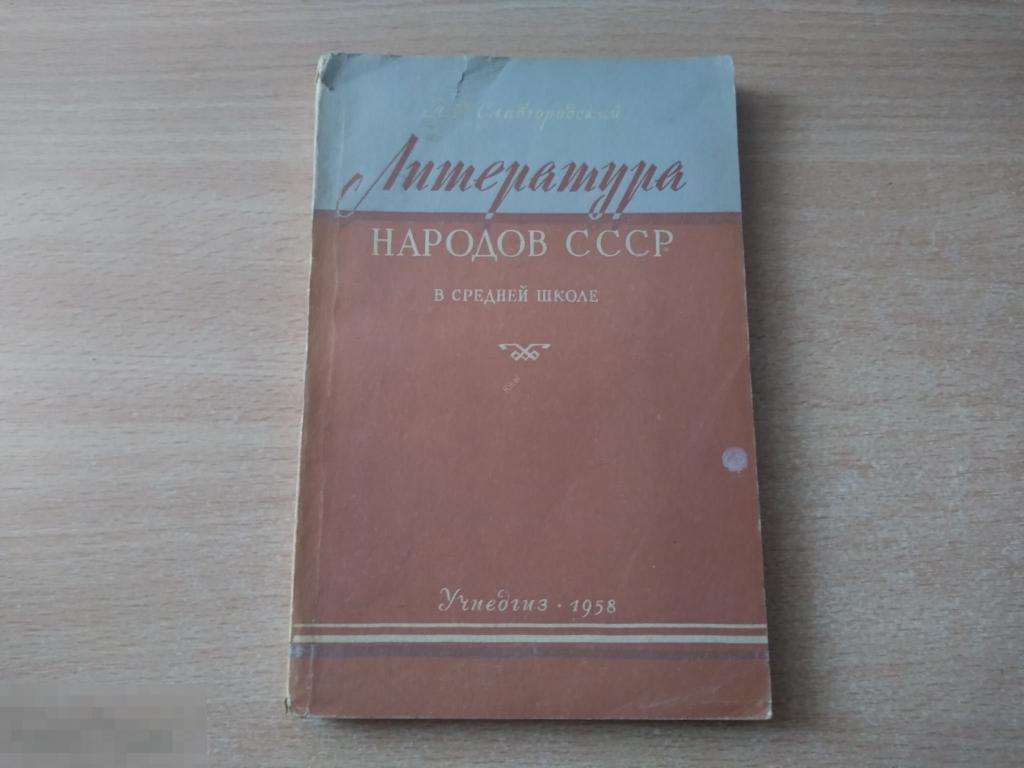 Славгородский
Литература
НАРОДОВ СССР
В СРЕДНЕЙ ШКОЛЕ
Учпедгиз · 1958